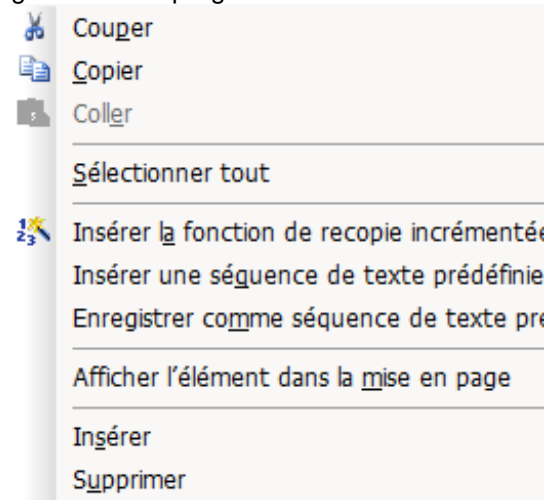 Couper
Copier
Coller
Sélectionner tout
Insérer la fonction de recopie incrémentée
Insérer une séquence de texte prédéfinie
Enregistrer comme séquence de texte pré
Afficher l'élément dans la mise en page
Insérer
Supprimer